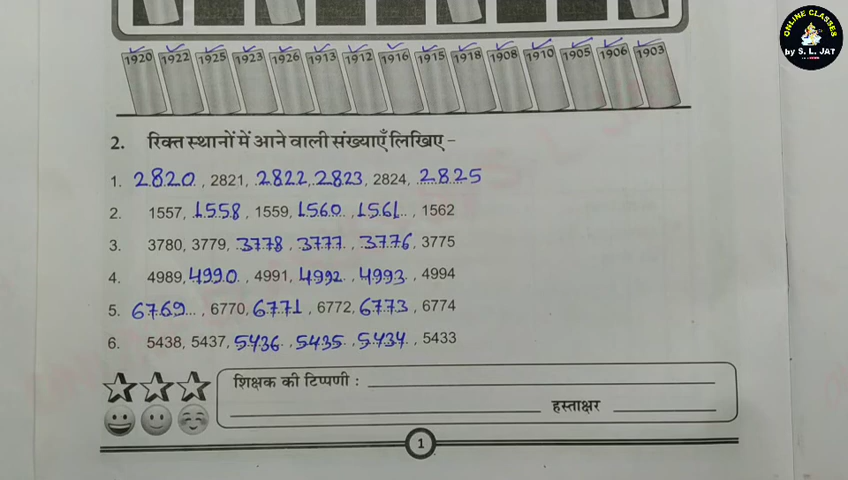 ONLINE CLASSES
by S. L. JAT
1920 1922 1925 1923 1926 1913 1912 1916 1915 1918 1908 1910 1905 1906 1903
2. रिक्त स्थानों में आने वाली संख्याएँ लिखिए -
1. 2820, 2821, 2822, 2823, 2824, 2825
2. 1557, 1558, 1559, 1560, 1561, 1562
3. 3780, 3779, 3778, 3777, 3776, 3775
4. 4989, 4990, 4991, 4992, 4993, 4994
5. 6769, 6770, 6771, 6772, 6773, 6774
6. 5438, 5437, 5436, 5435, 5434, 5433
शिक्षक की टिप्पणी :
हस्ताक्षर
1